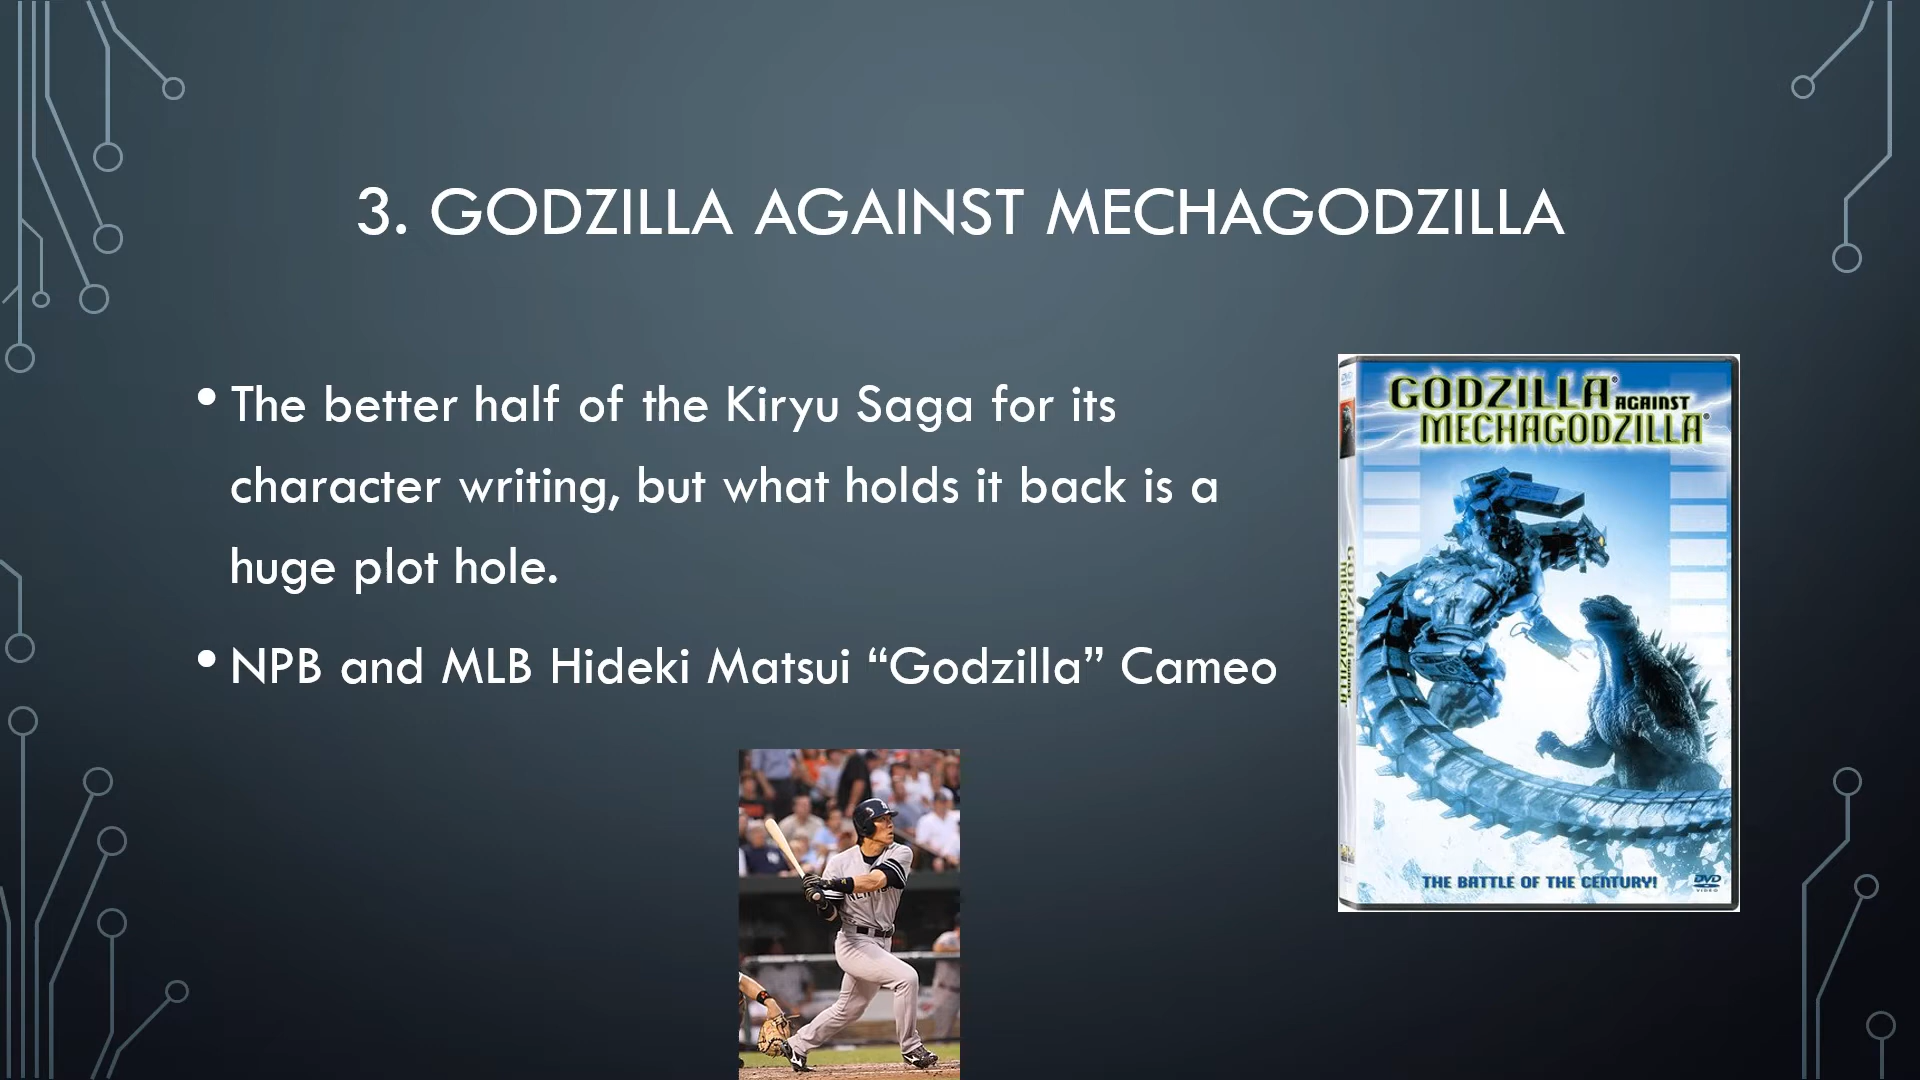 3. GODZILLA AGAINST MECHAGODZILLA
• The better half of the Kiryu Saga for its
character writing, but what holds it back is a
huge plot hole.
• NPB and MLB Hideki Matsui “Godzilla” Cameo
GODZILLA® AGAINST
MECHAGODZILLA®
THE BATTLE OF THE CENTURY!
DVD
VIDEO